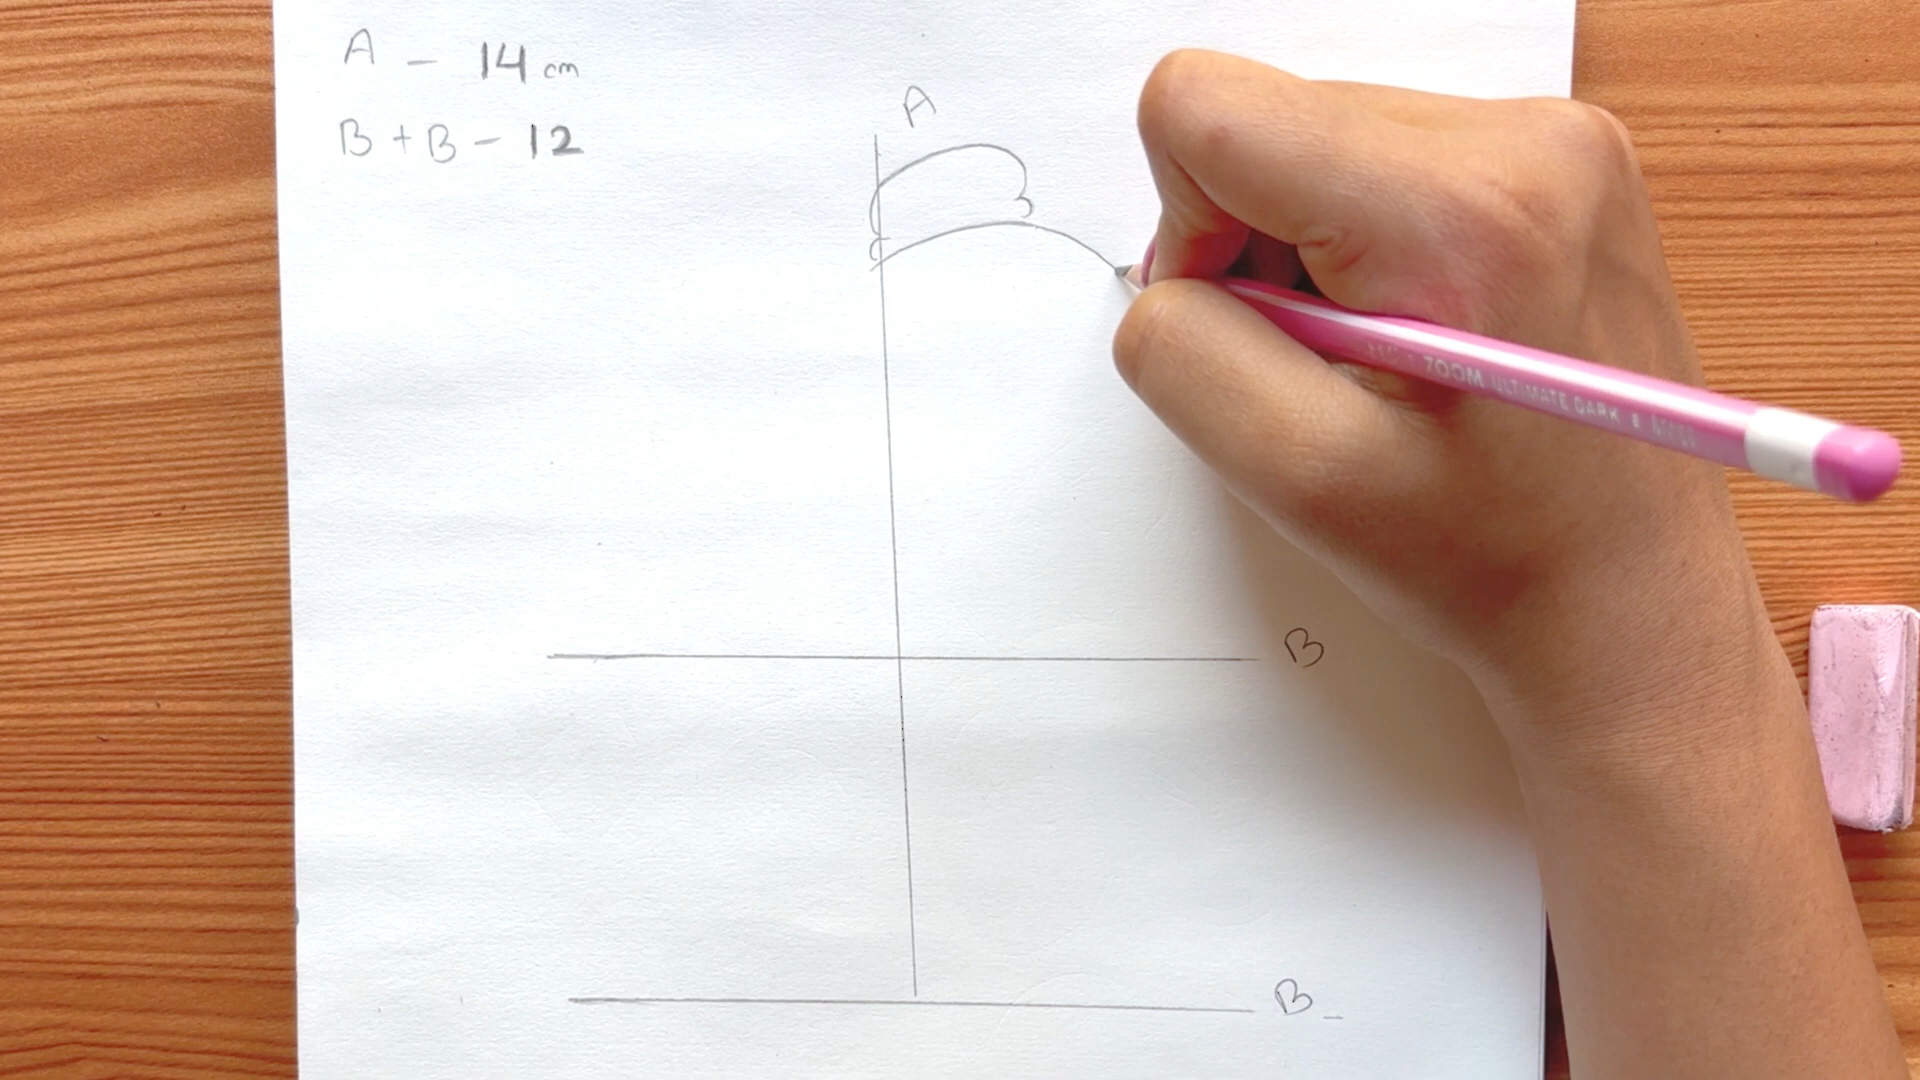 A - 14 cm
B + B - 12
A
ZOOM ULTIMATE DARK
B
B -